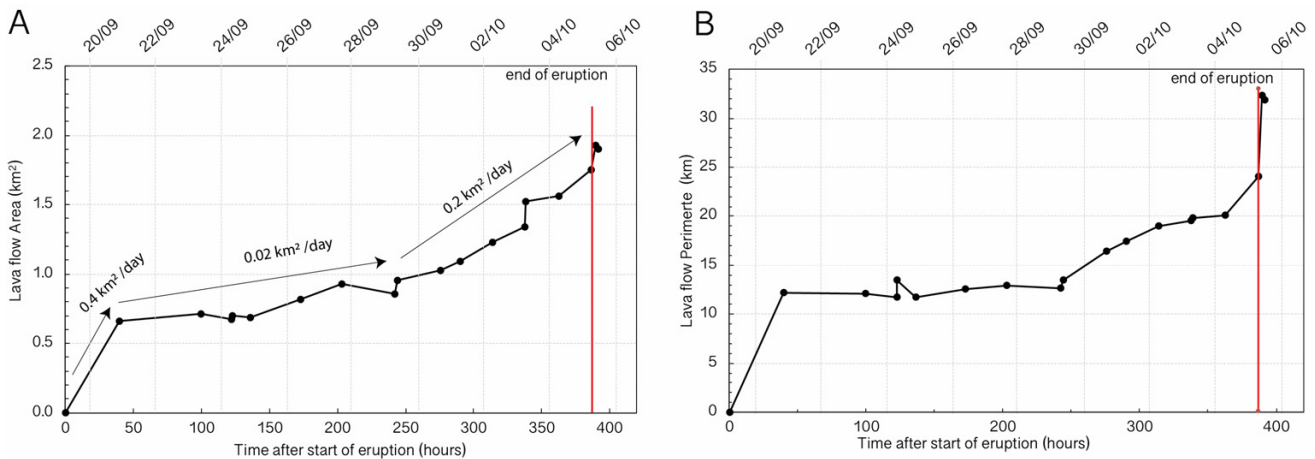 A
20/09 22/09 24/09 26/09 28/09 30/09 02/10 04/10 06/10
2.5
2.0
1.5
1.0
0.5
0.0
Lava flow Area (km²)
end of eruption
0.4 km² /day
0.02 km² /day
0.2 km² /day
0 50 100 150 200 250 300 350 400
Time after start of eruption (hours)
B
20/09 22/09 24/09 26/09 28/09 30/09 02/10 04/10 06/10
35
30
25
20
15
10
5
0
Lava flow Perimerte (km)
end of eruption
0 100 200 300 400
Time after start of eruption (hours)